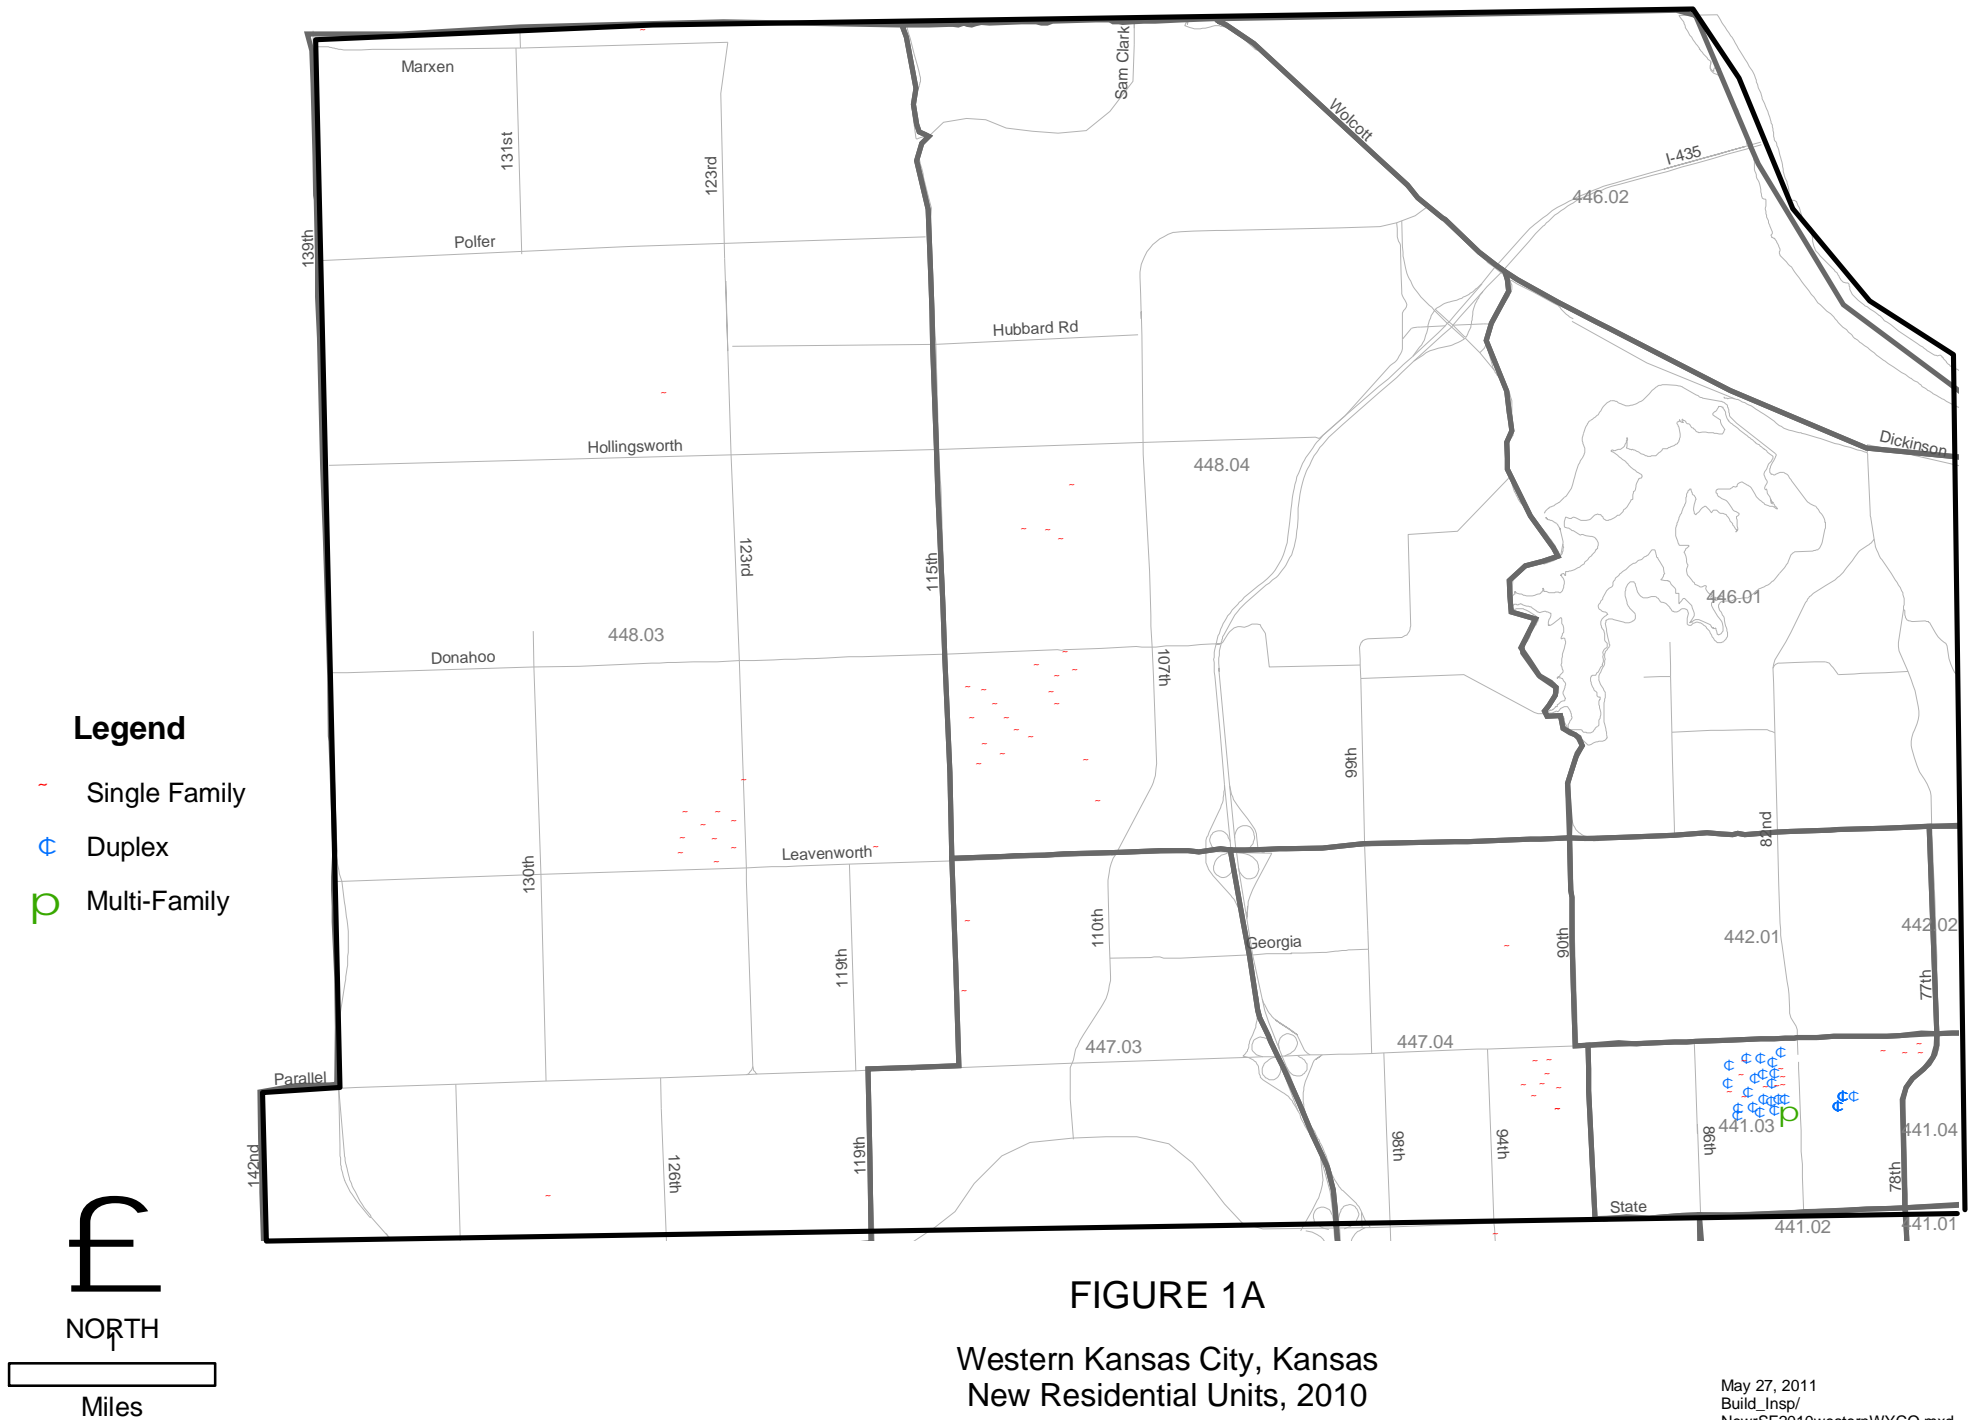 Marxen
131st
123rd
Sam Clark
Wolcott
I-435
446.02
139th
Polfer
Hubbard Rd
Hollingsworth
448.04
Dickinson
123rd
115th
446.01
448.03
Donahoo
107th
99th
82nd
Legend
~ Single Family
¢ Duplex
p Multi-Family
Leavenworth
130th
119th
110th
Georgia
90th
442.01
442.02
77th
Parallel
447.03
447.04
142nd
126th
119th
98th
94th
86th
441.03
441.04
78th
State
441.02
441.01
£
NORTH
1
Miles
FIGURE 1A
Western Kansas City, Kansas
New Residential Units, 2010
May 27, 2011
Build_Insp/